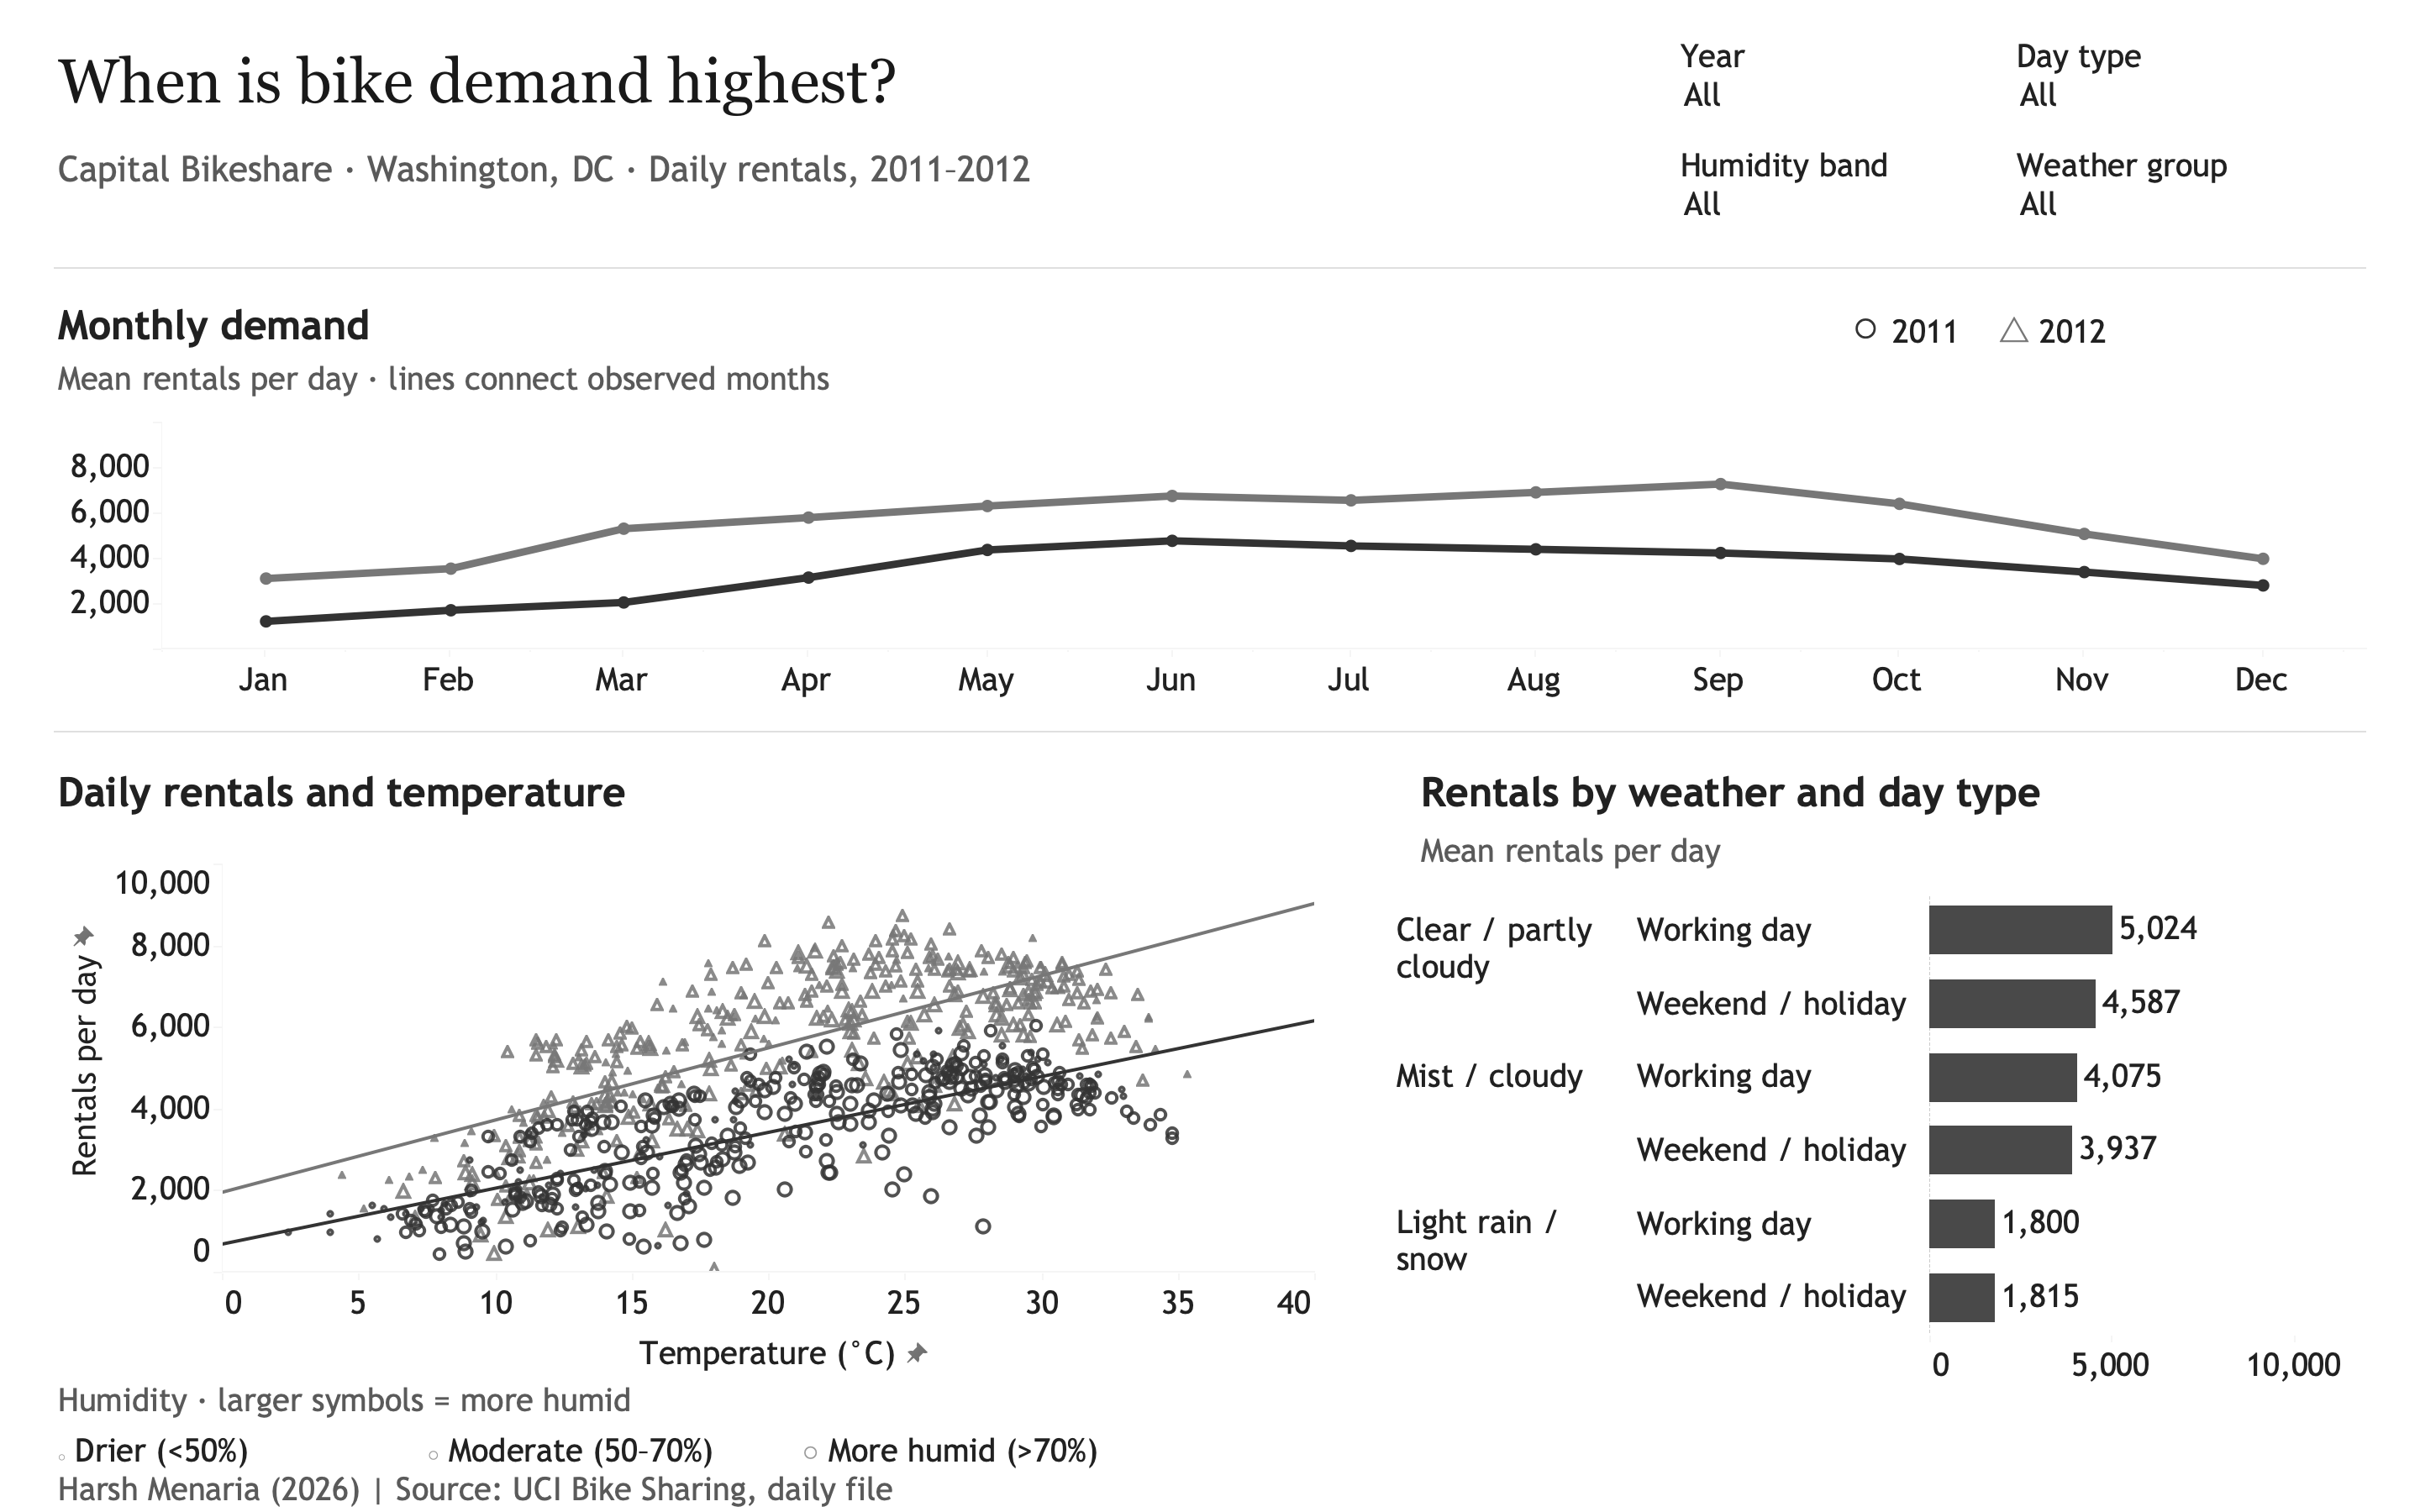 When is bike demand highest?
Capital Bikeshare · Washington, DC · Daily rentals, 2011–2012
Year
All
Day type
All
Humidity band
All
Weather group
All
Monthly demand
2011
2012
Mean rentals per day · lines connect observed months
8,000
6,000
4,000
2,000
Jan Feb Mar Apr May Jun Jul Aug Sep Oct Nov Dec
Daily rentals and temperature
Rentals per day
10,000
8,000
6,000
4,000
2,000
0
0 5 10 15 20 25 30 35 40
Temperature (°C)
Humidity · larger symbols = more humid
Drier (<50%) Moderate (50–70%) More humid (>70%)
Rentals by weather and day type
Mean rentals per day
Clear / partly
cloudy
Working day 5,024
Weekend / holiday 4,587
Mist / cloudy
Working day 4,075
Weekend / holiday 3,937
Light rain /
snow
Working day 1,800
Weekend / holiday 1,815
0 5,000 10,000
Harsh Menaria (2026) | Source: UCI Bike Sharing, daily file